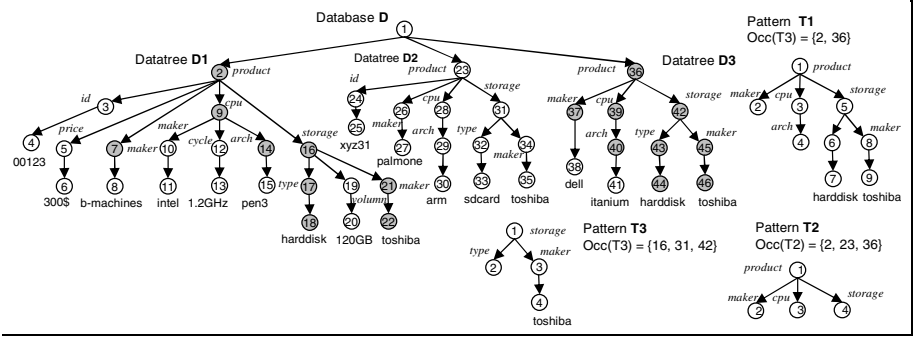 Database D
1
Pattern T1
Occ(T3) = {2, 36}
Datatree D1
2 product
Datatree D2
product 23
product 36
Datatree D3
1 product
id 3
cpu
9
id
24
storage
maker cpu storage
maker cpu storage
2 3 5
4
00123
price
5
7 maker
maker
10
cycle
12
arch
14
storage
16
25
xyz31
26
maker
27
palmone
cpu
28
arch
29
30
arm
31
type
32
33
sdcard
34
maker
35
toshiba
37
38
dell
39
arch
40
41
itanium
42
type
43
44
harddisk
maker
45
46
toshiba
arch
4
6
7
harddisk
maker
8
9
toshiba
6
300$
8
b-machines
11
intel
13
1.2GHz
15
pen3
type 17
18
harddisk
19
volumn
20
120GB
21 maker
22
toshiba
1 storage
type maker
2 3
4
toshiba
Pattern T3
Occ(T3) = {16, 31, 42}
Pattern T2
Occ(T2) = {2, 23, 36}
product 1
maker cpu storage
2 3 4